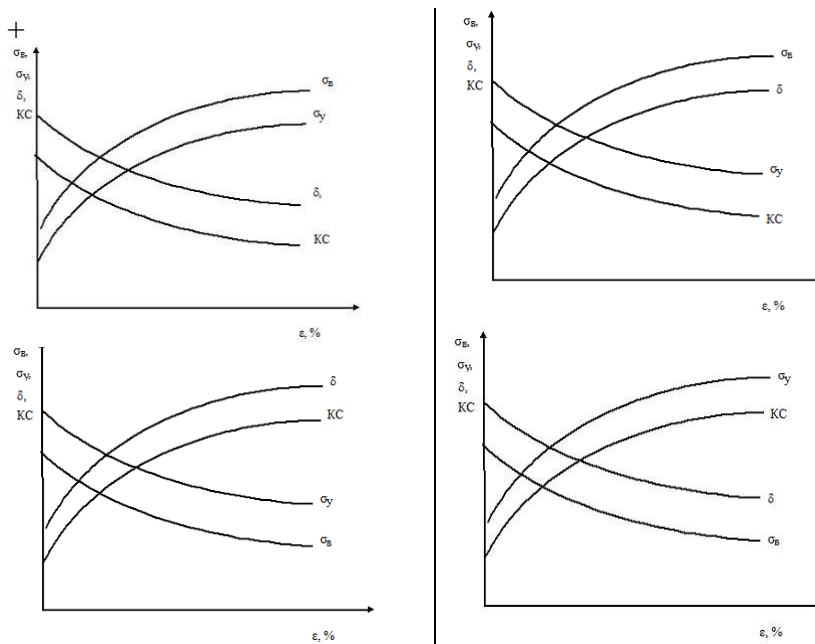 +
σв,
σу,
δ,
КС
σв
σу
δ,
КС
ε, %
σв,
σу,
δ,
КС
σв
δ
σу
КС
ε, %
σв,
σу,
δ,
КС
δ
КС
σу
σв
ε, %
σв,
σу,
δ,
КС
σу
КС
δ
σв
ε, %